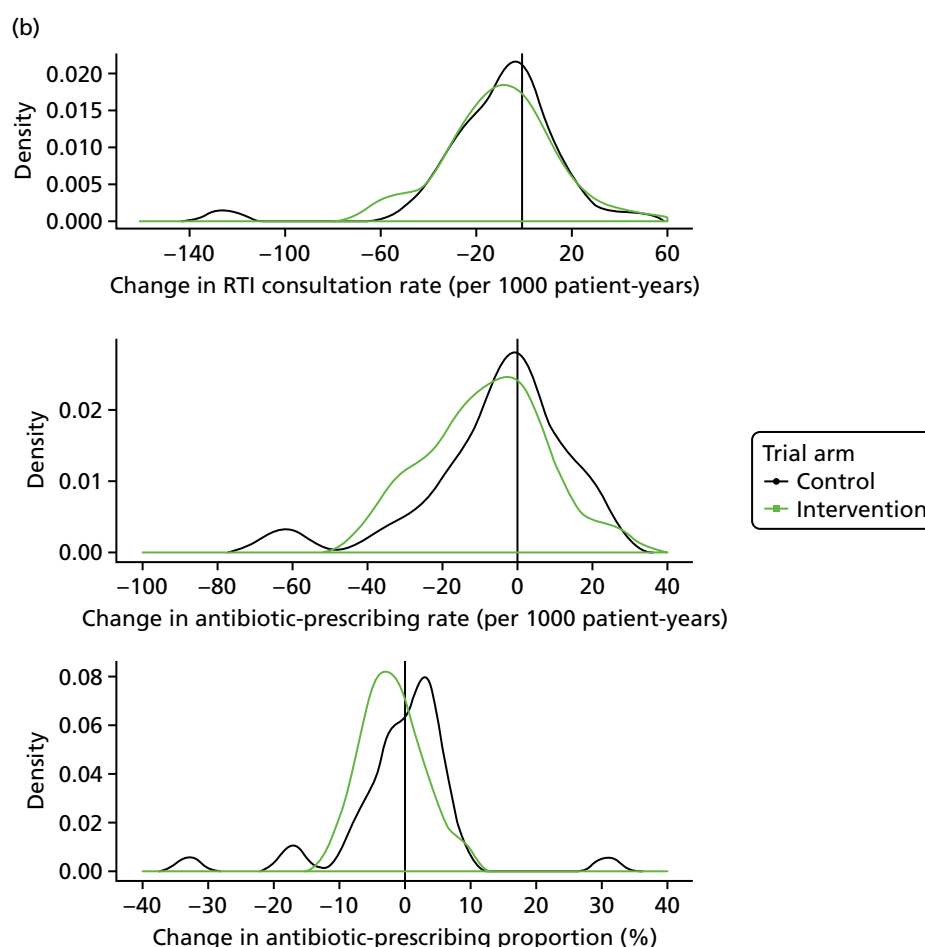 (b)
0.020
0.015
0.010
0.005
0.000
Density
−140 −100 −60 −20 20 60
Change in RTI consultation rate (per 1000 patient-years)
0.02
0.01
0.00
Density
−100 −80 −60 −40 −20 0 20 40
Change in antibiotic-prescribing rate (per 1000 patient-years)
Trial arm
Control
Intervention
0.08
0.06
0.04
0.02
0.00
Density
−40 −30 −20 −10 0 10 20 30 40
Change in antibiotic-prescribing proportion (%)